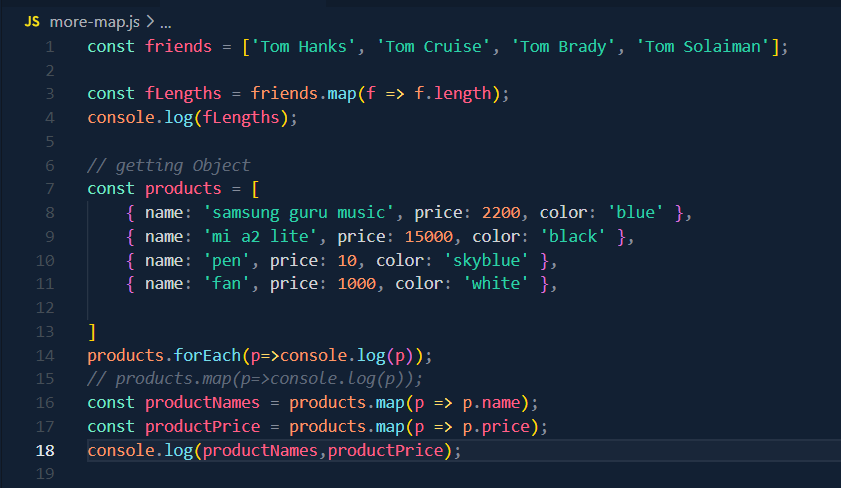 JS more-map.js > ...
1 const friends = ['Tom Hanks', 'Tom Cruise', 'Tom Brady', 'Tom Solaiman'];
2
3 const fLengths = friends.map(f => f.length);
4 console.log(fLengths);
5
6 // getting Object
7 const products = [
8     { name: 'samsung guru music', price: 2200, color: 'blue' },
9     { name: 'mi a2 lite', price: 15000, color: 'black' },
10     { name: 'pen', price: 10, color: 'skyblue' },
11     { name: 'fan', price: 1000, color: 'white' },
12
13 ]
14 products.forEach(p=>console.log(p));
15 // products.map(p=>console.log(p));
16 const productNames = products.map(p => p.name);
17 const productPrice = products.map(p => p.price);
18 console.log(productNames,productPrice);
19